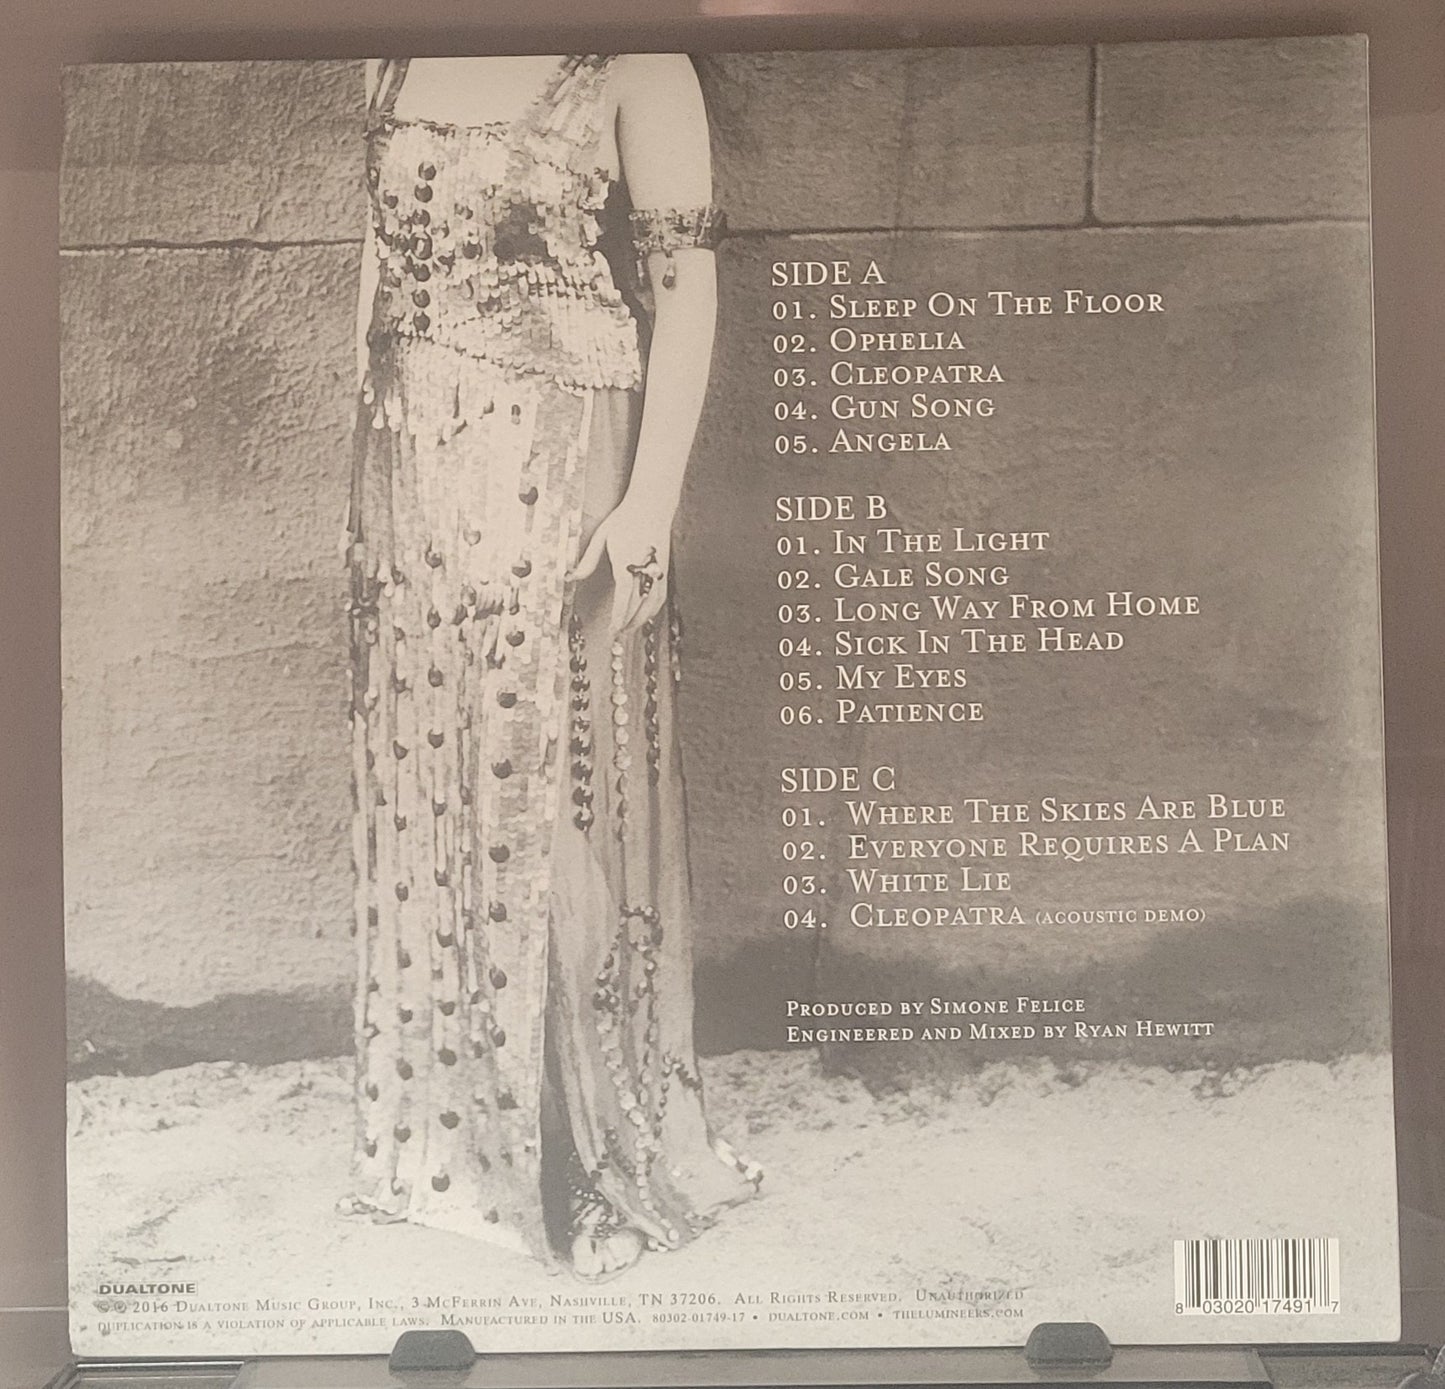 SIDE A
01. Sleep On The Floor
02. Ophelia
03. Cleopatra
04. Gun Song
05. Angela
SIDE B
01. In The Light
02. Gale Song
03. Long Way From Home
04. Sick In The Head
05. My Eyes
06. Patience
SIDE C
01. Where The Skies Are Blue
02. Everyone Requires A Plan
03. White Lie
04. Cleopatra (acoustic demo)
Produced by Simone Felice
Engineered and Mixed by Ryan Hewitt
DUALTONE
©℗ 2016 Dualtone Music Group, Inc., 3 McFerrin Ave, Nashville, TN 37206. All Rights Reserved. Unauthorized
duplication is a violation of applicable laws. Manufactured in the USA. 80302-01749-17 • dualtone.com • thelumineers.com
8 03020 17491 7